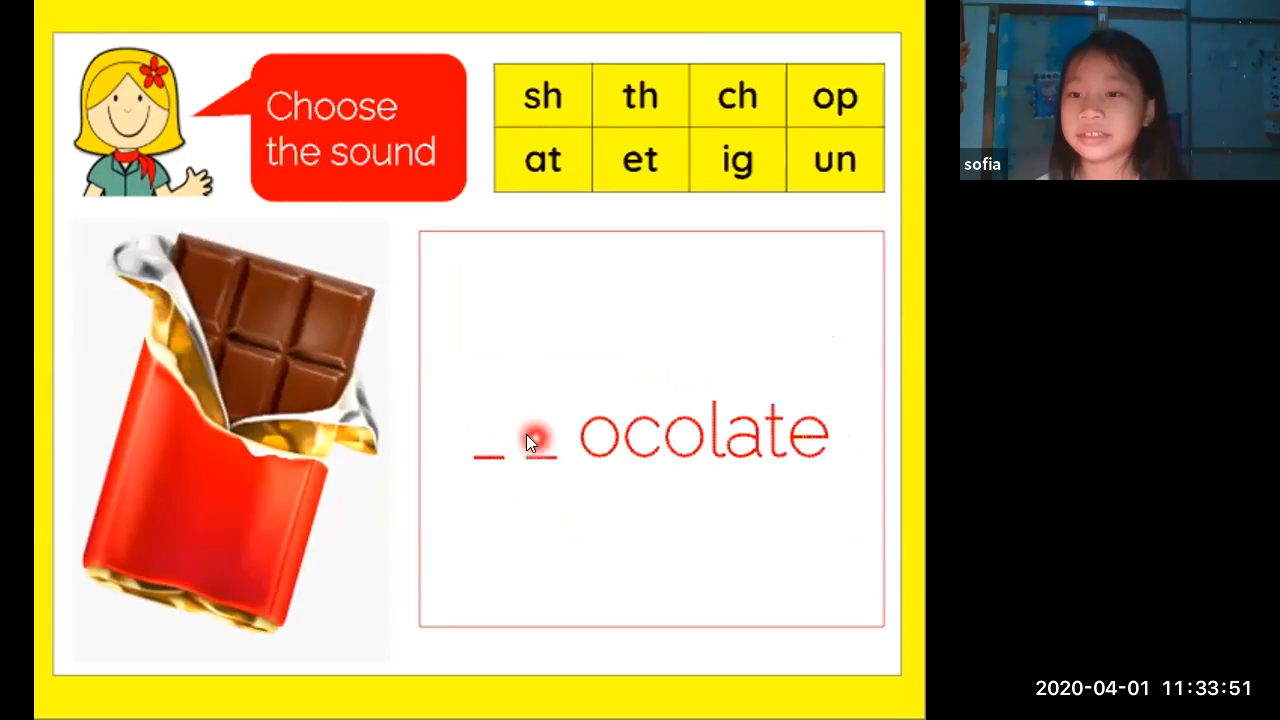 Choose
the sound
sh th ch op
at et ig un
_ _ ocolate
sofia
2020-04-01 11:33:51